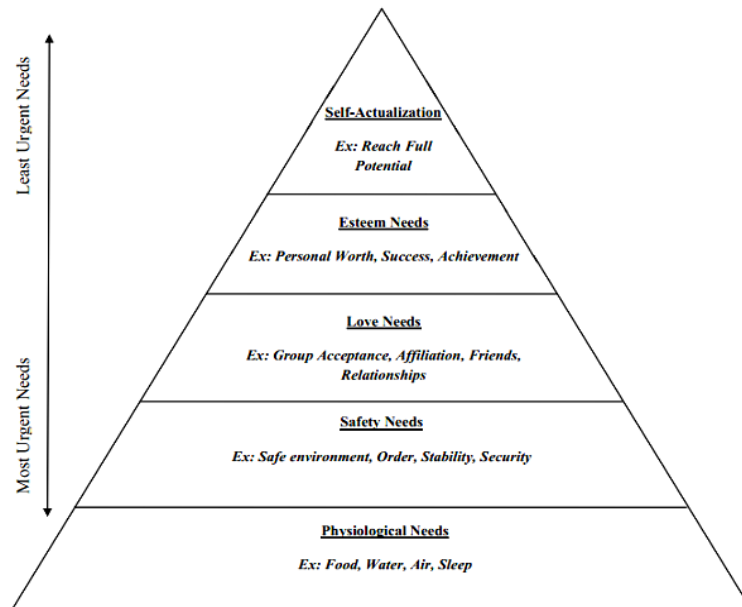 Least Urgent Needs
Most Urgent Needs
Self-Actualization
Ex: Reach Full
Potential
Esteem Needs
Ex: Personal Worth, Success, Achievement
Love Needs
Ex: Group Acceptance, Affiliation, Friends,
Relationships
Safety Needs
Ex: Safe environment, Order, Stability, Security
Physiological Needs
Ex: Food, Water, Air, Sleep